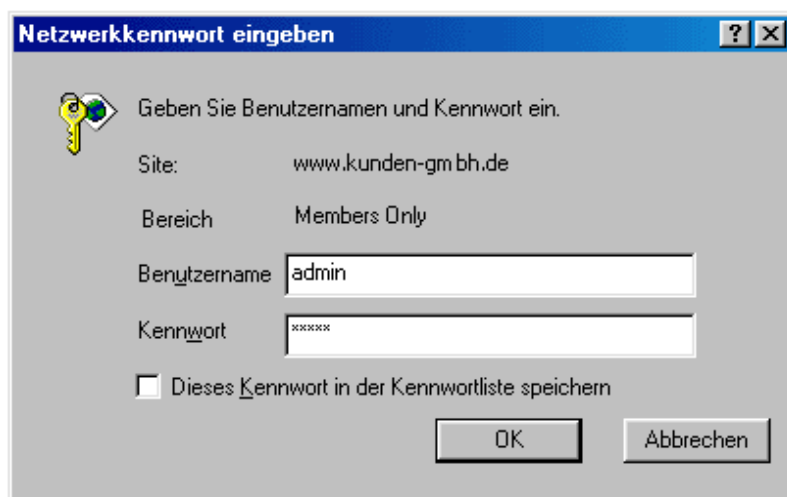 Netzwerkkennwort eingeben
Geben Sie Benutzernamen und Kennwort ein.
Site: www.kunden-gmbh.de
Bereich Members Only
Benutzername admin
Kennwort xxxxx
Dieses Kennwort in der Kennwortliste speichern
OK Abbrechen